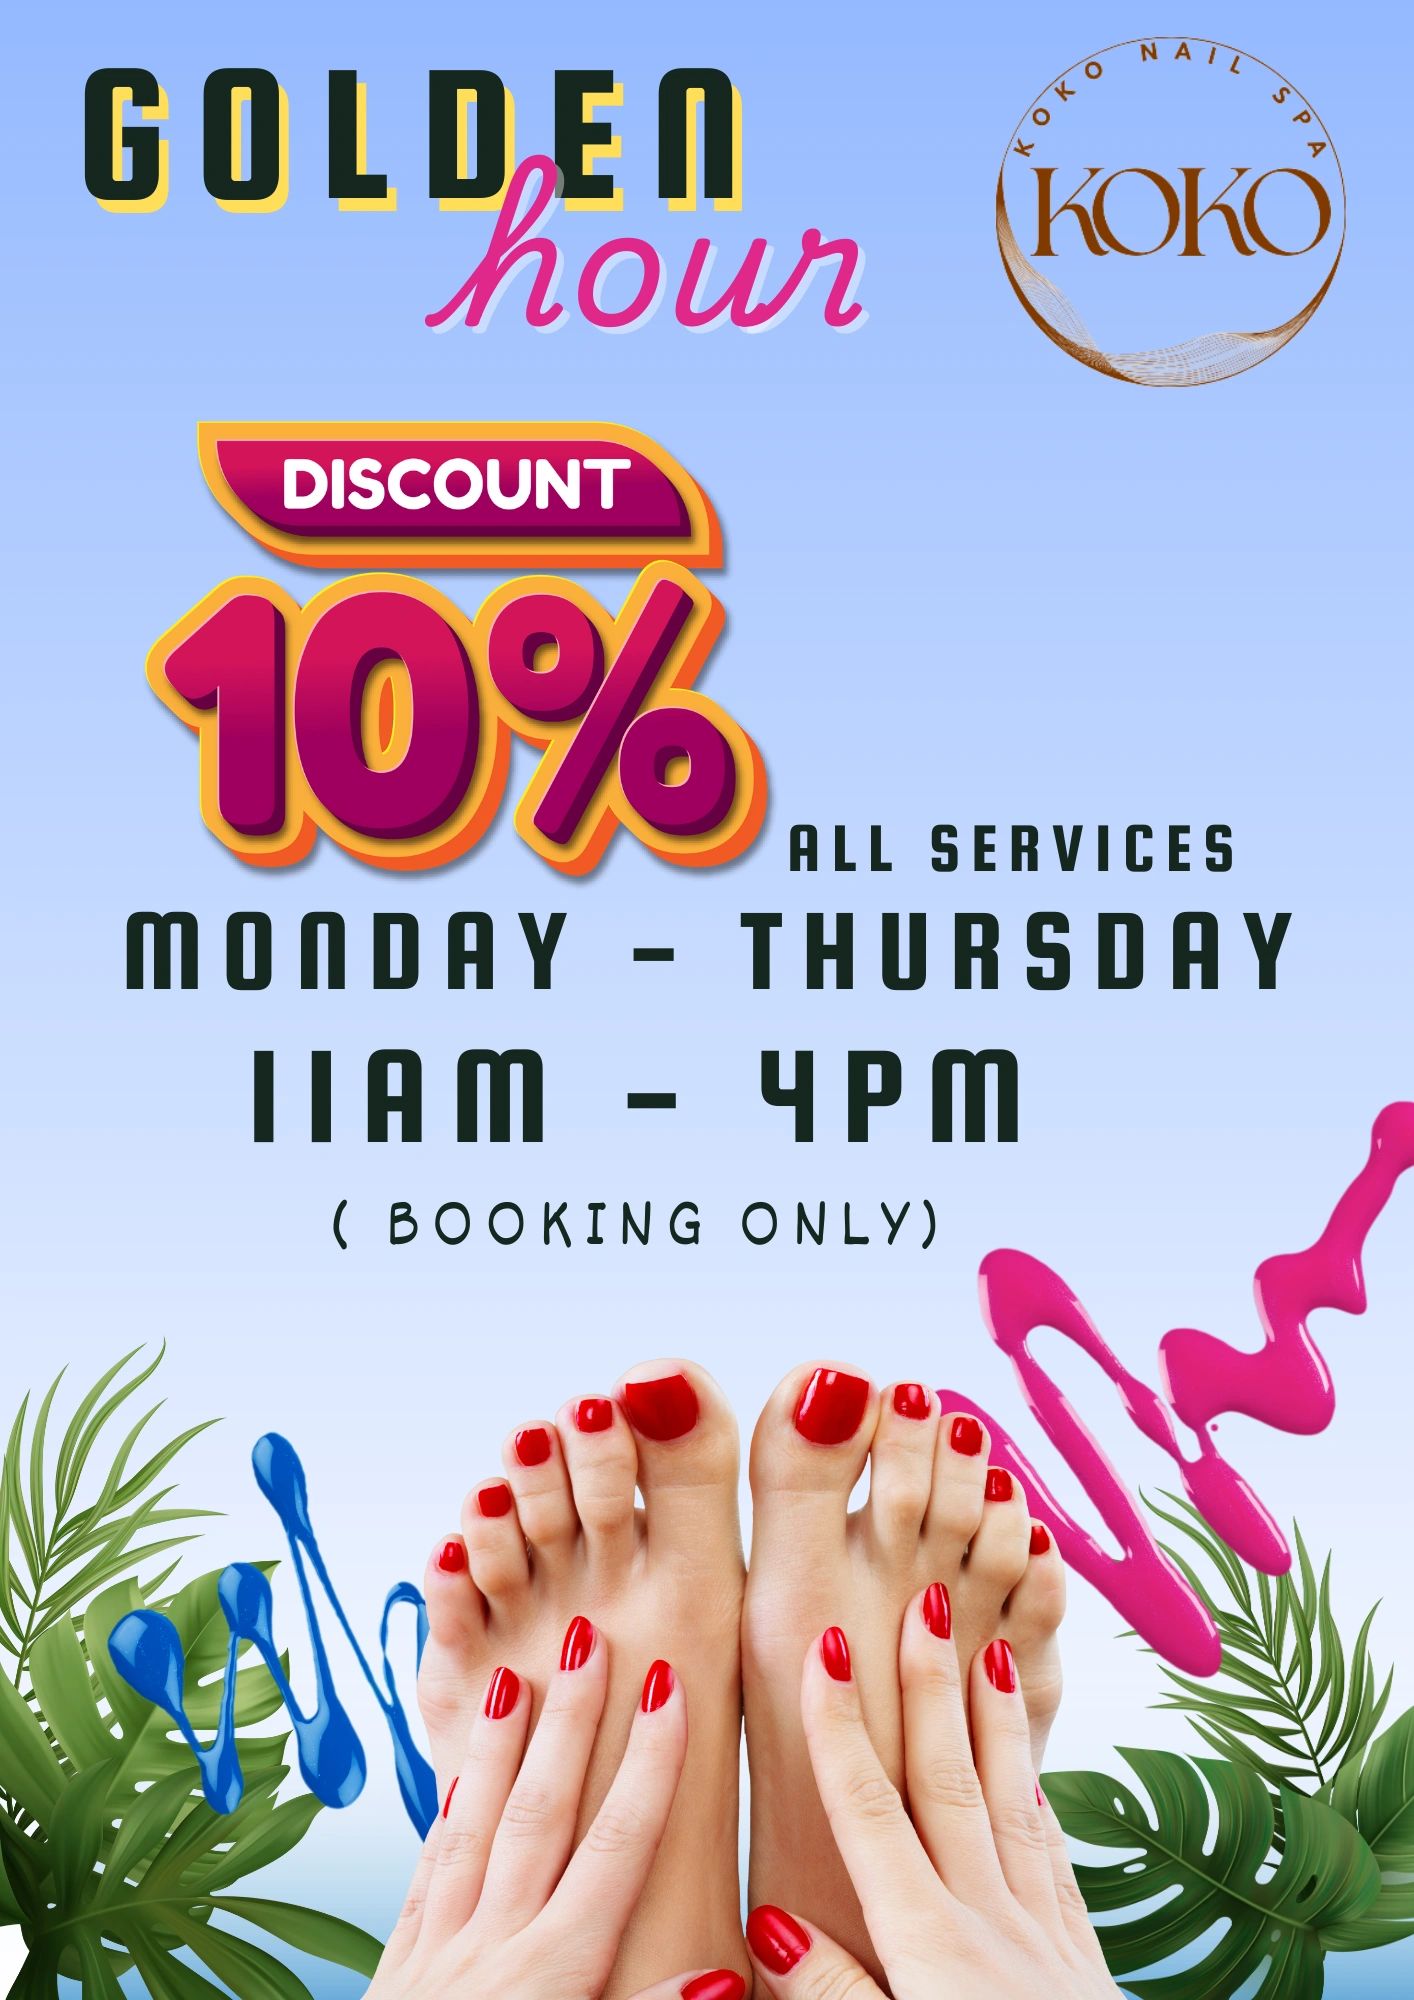 GOLDEN
hour
KOKO NAIL SPA
KOKO
DISCOUNT
10%
ALL SERVICES
MONDAY - THURSDAY
11AM - 4PM
( BOOKING ONLY)